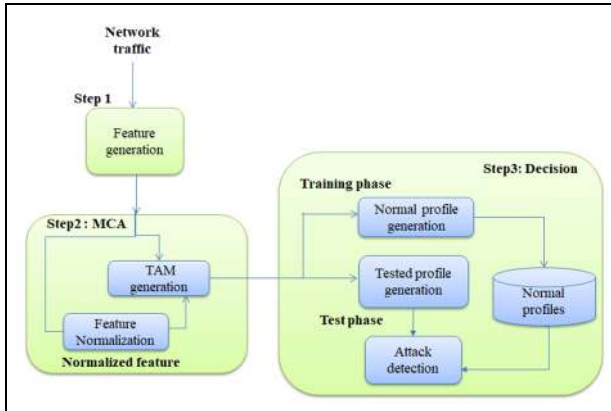 Network
traffic
Step 1
Feature
generation
Step2 : MCA
TAM
generation
Feature
Normalization
Normalized feature
Step3: Decision
Training phase
Normal profile
generation
Tested profile
generation
Test phase
Attack
detection
Normal
profiles